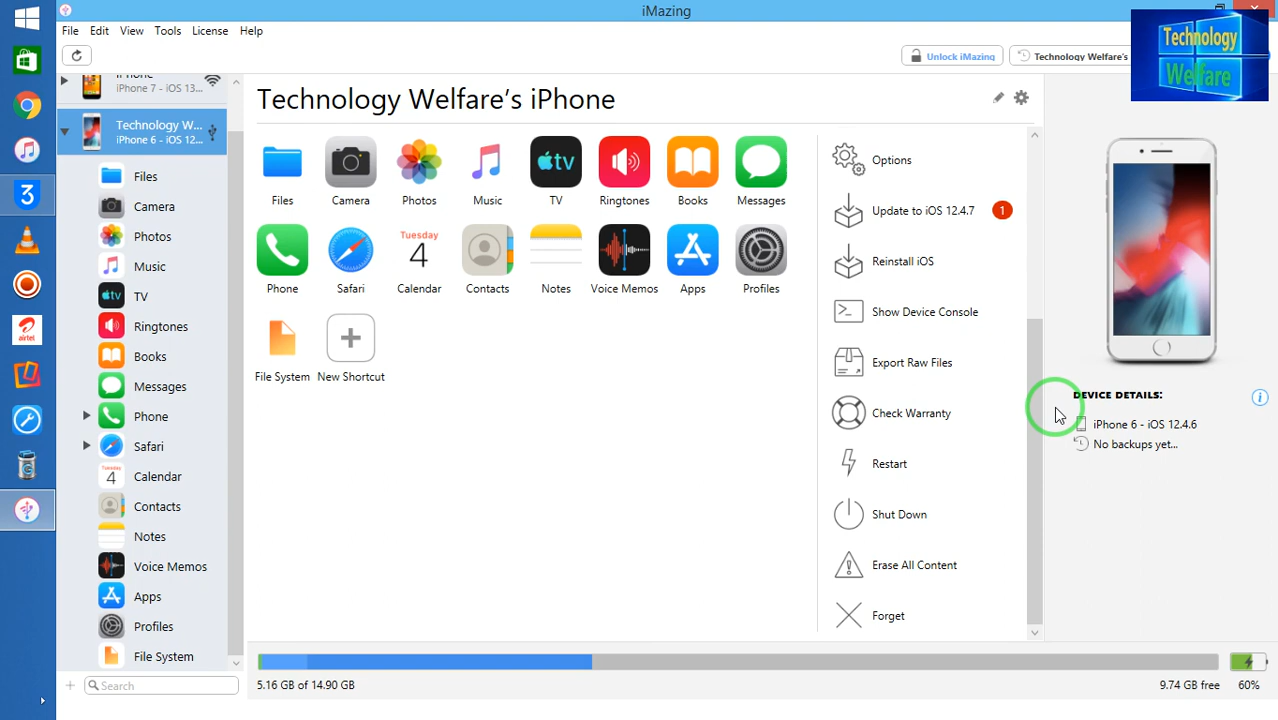 iMazing
File Edit View Tools License Help
Unlock iMazing
Technology Welfare's
Technology
Welfare
iPhone
iPhone 7 - iOS 13...
Technology W...
iPhone 6 - iOS 12...
Files
Camera
Photos
Music
TV
Ringtones
Books
Messages
Phone
Safari
4
Calendar
Contacts
Notes
Voice Memos
Apps
Profiles
File System
Search
Technology Welfare's iPhone
tv
Files Camera Photos Music TV Ringtones Books Messages
Tuesday
4
Phone Safari Calendar Contacts Notes Voice Memos Apps Profiles
File System New Shortcut
Options
Update to iOS 12.4.7 1
Reinstall iOS
Show Device Console
Export Raw Files
Check Warranty
Restart
Shut Down
Erase All Content
Forget
DEVICE DETAILS:
iPhone 6 - iOS 12.4.6
No backups yet...
5.16 GB of 14.90 GB
9.74 GB free
60%
3
airtel